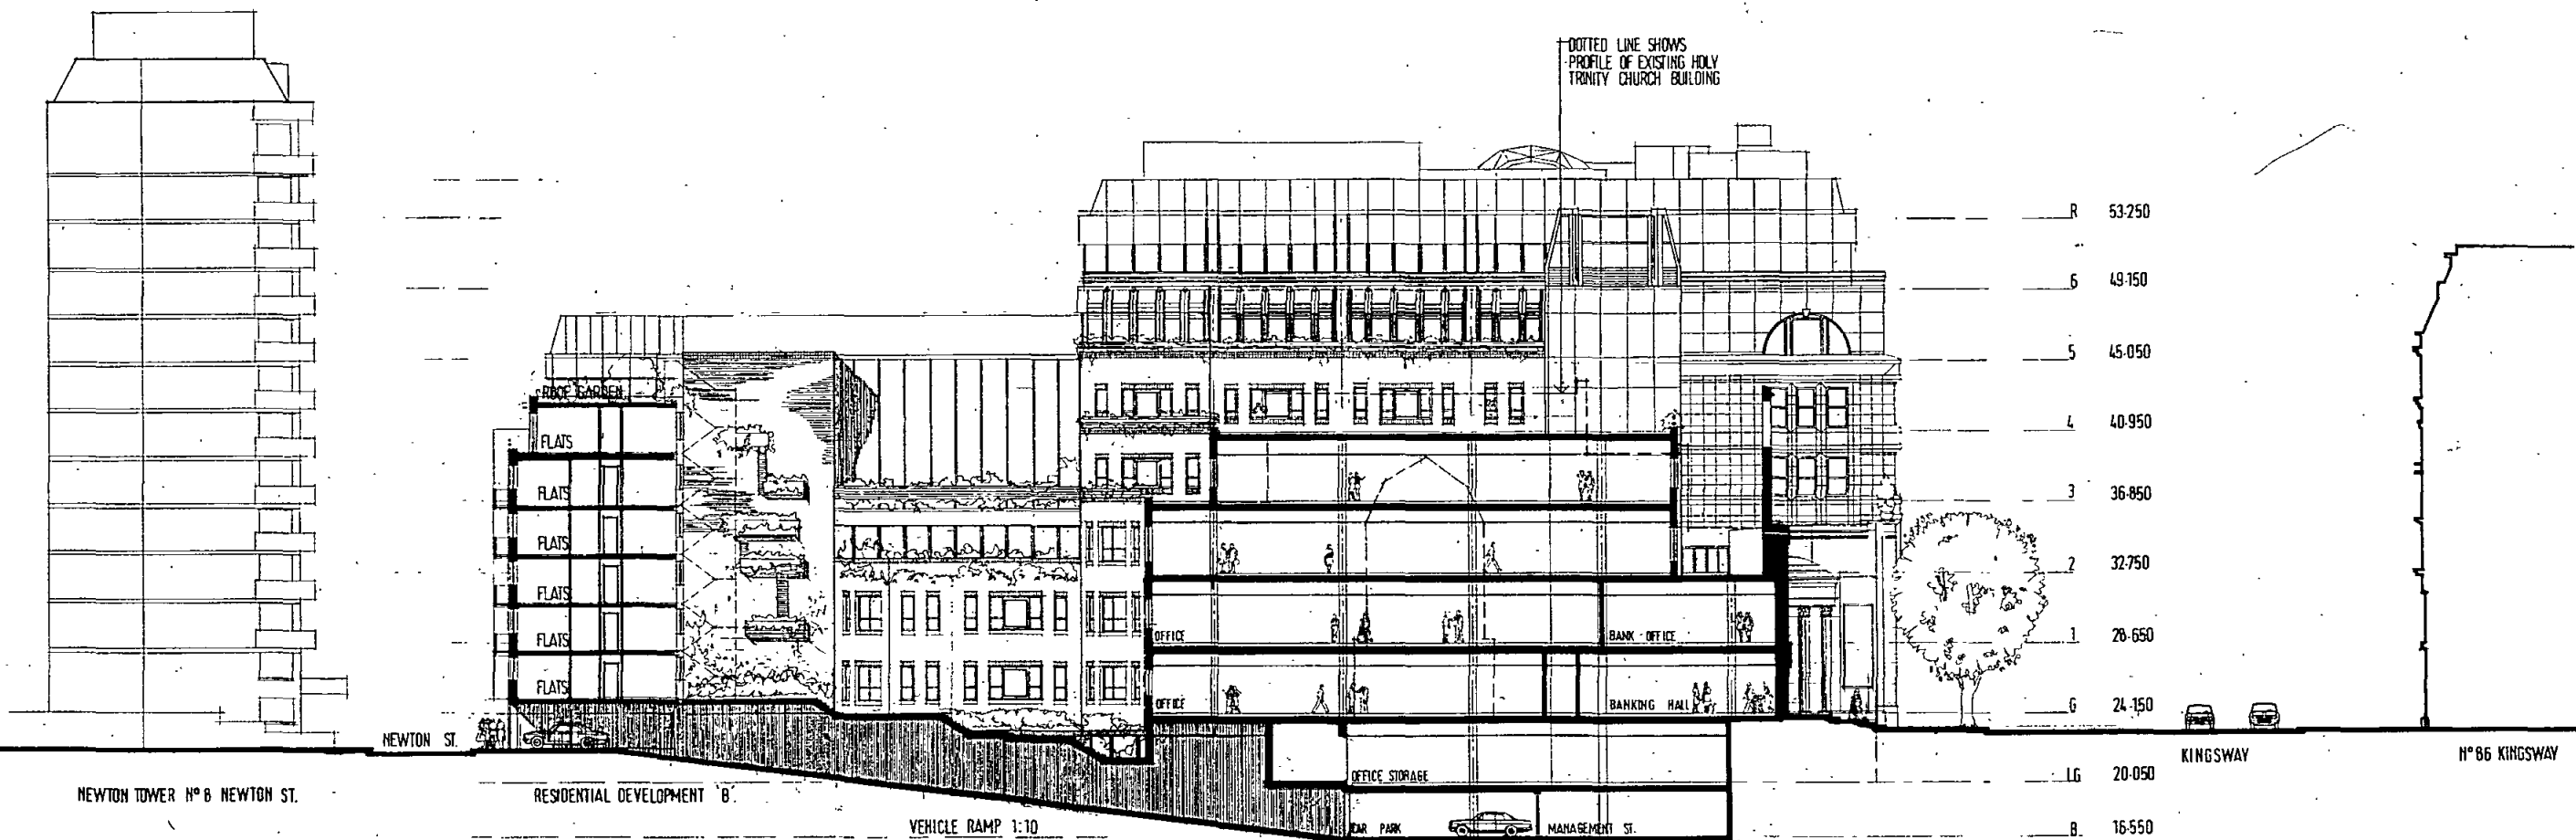 DOTTED LINE SHOWS
PROFILE OF EXISTING HOLY
TRINITY CHURCH BUILDING
R 53·250
6 49·150
5 45·050
4 40·950
3 36·850
2 32·750
1 28·650
G 24·150
LG 20·050
B 16·550
ROOF GARDEN
FLATS
FLATS
FLATS
FLATS
FLATS
FLATS
OFFICE
BANK OFFICE
OFFICE
BANKING HALL
OFFICE STORAGE
CAR PARK
MANAGEMENT ST.
NEWTON ST.
KINGSWAY
Nº 86 KINGSWAY
NEWTON TOWER Nº 8 NEWTON ST.
RESIDENTIAL DEVELOPMENT 'B'.
VEHICLE RAMP 1:10